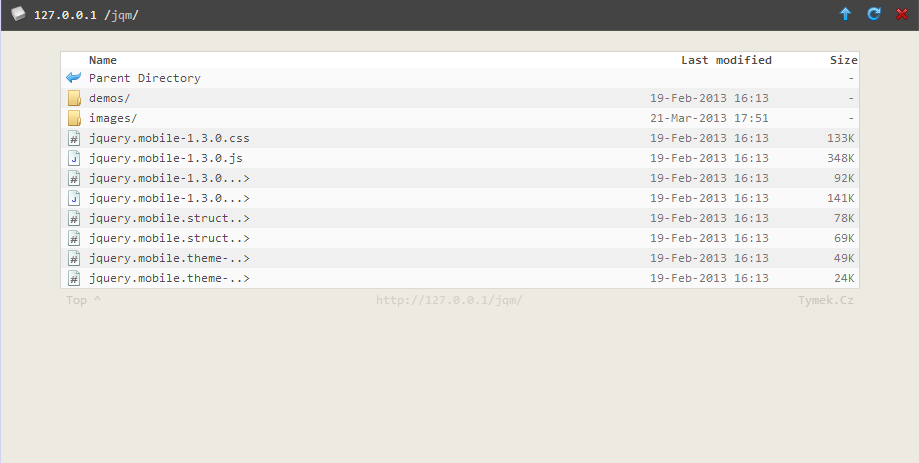 127.0.0.1 /jqm/
Name Last modified Size
Parent Directory -
demos/ 19-Feb-2013 16:13 -
images/ 21-Mar-2013 17:51 -
jquery.mobile-1.3.0.css 19-Feb-2013 16:13 133K
jquery.mobile-1.3.0.js 19-Feb-2013 16:13 348K
jquery.mobile-1.3.0...> 19-Feb-2013 16:13 92K
jquery.mobile-1.3.0...> 19-Feb-2013 16:13 141K
jquery.mobile.struct..> 19-Feb-2013 16:13 78K
jquery.mobile.struct..> 19-Feb-2013 16:13 69K
jquery.mobile.theme-..> 19-Feb-2013 16:13 49K
jquery.mobile.theme-..> 19-Feb-2013 16:13 24K
Top ^ http://127.0.0.1/jqm/ Tymek.Cz